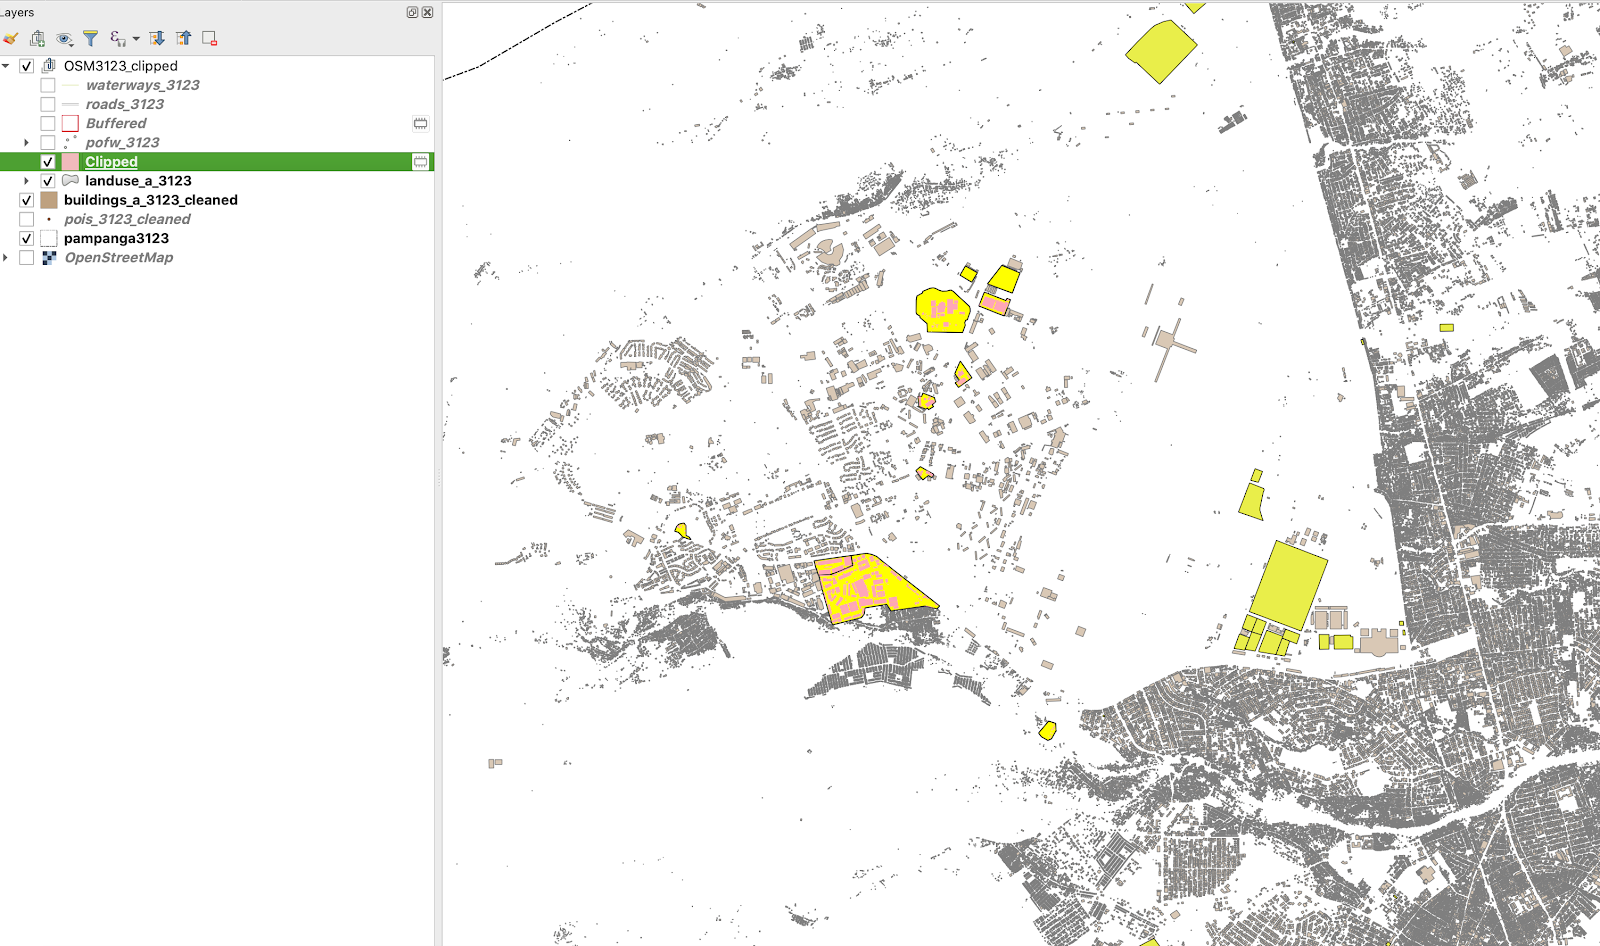 Layers
OSM3123_clipped
waterways_3123
roads_3123
Buffered
pofw_3123
Clipped
landuse_a_3123
buildings_a_3123_cleaned
pois_3123_cleaned
pampanga3123
OpenStreetMap